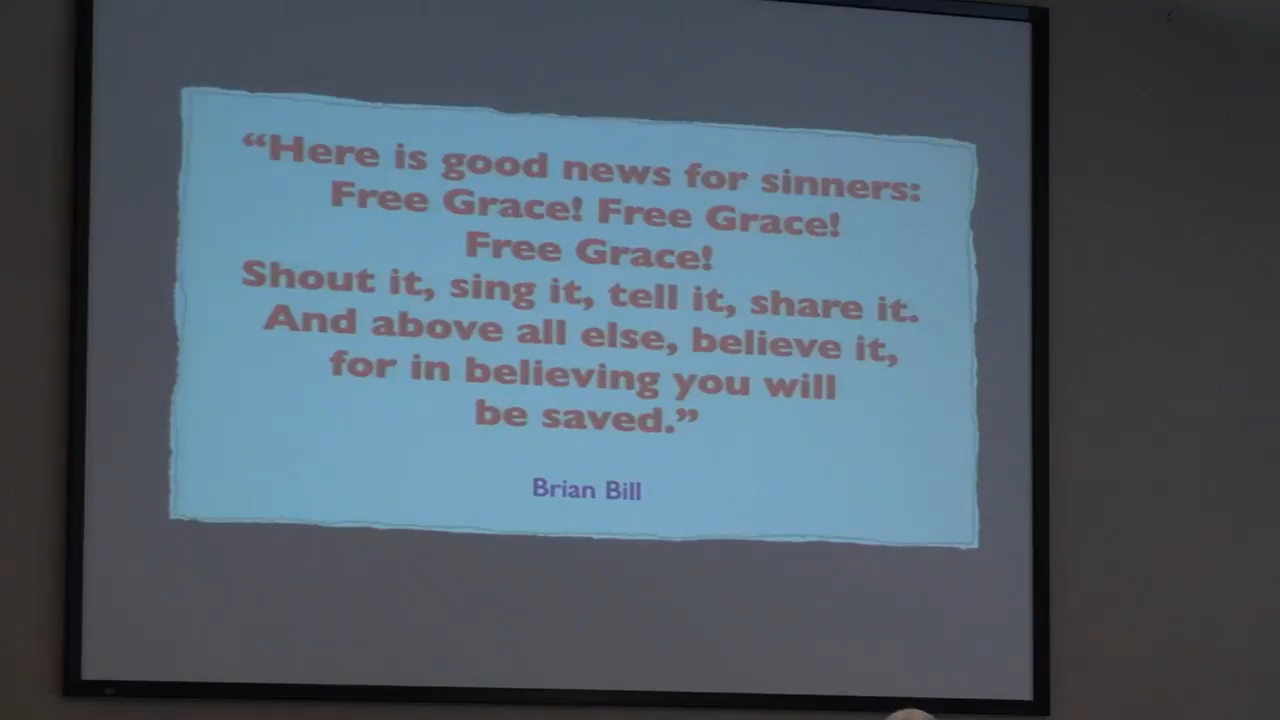 “Here is good news for sinners:
Free Grace! Free Grace!
Free Grace!
Shout it, sing it, tell it, share it.
And above all else, believe it,
for in believing you will
be saved.”
Brian Bill